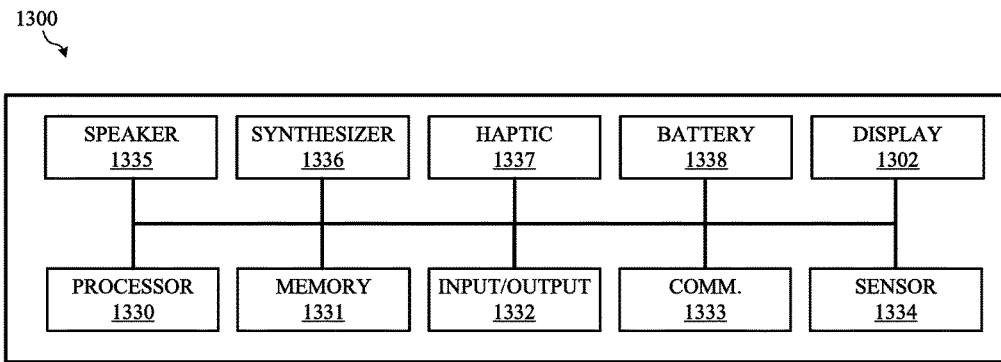 1300
SPEAKER SYNTHESIZER HAPTIC BATTERY DISPLAY
1335 1336 1337 1338 1302
PROCESSOR MEMORY INPUT/OUTPUT COMM. SENSOR
1330 1331 1332 1333 1334